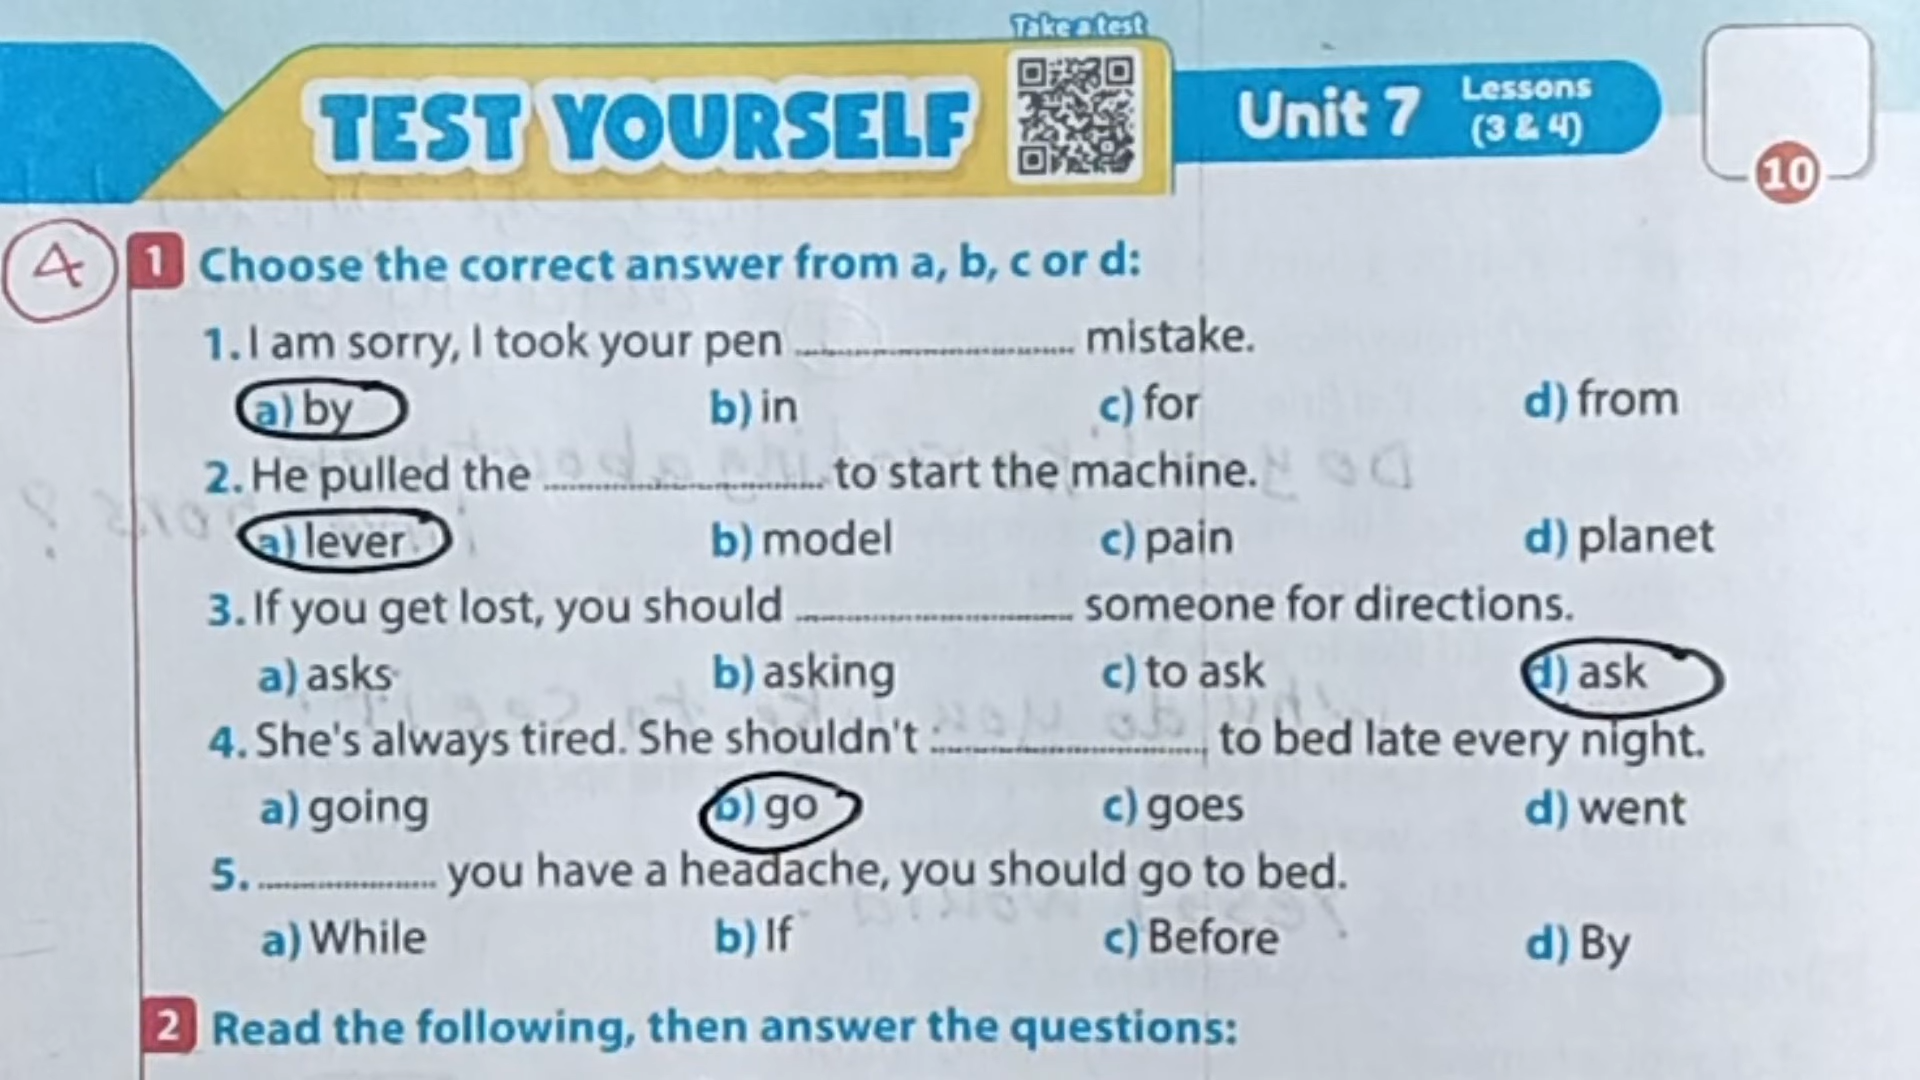 Take a test
TEST YOURSELF
Unit 7 Lessons (3 & 4)
10
4
1 Choose the correct answer from a, b, c or d:
1. I am sorry, I took your pen .................... mistake.
a) by b) in c) for d) from
2. He pulled the .................... to start the machine.
a) lever b) model c) pain d) planet
3. If you get lost, you should .................... someone for directions.
a) asks b) asking c) to ask d) ask
4. She's always tired. She shouldn't .................... to bed late every night.
a) going b) go c) goes d) went
5. .................... you have a headache, you should go to bed.
a) While b) If c) Before d) By
2 Read the following, then answer the questions: